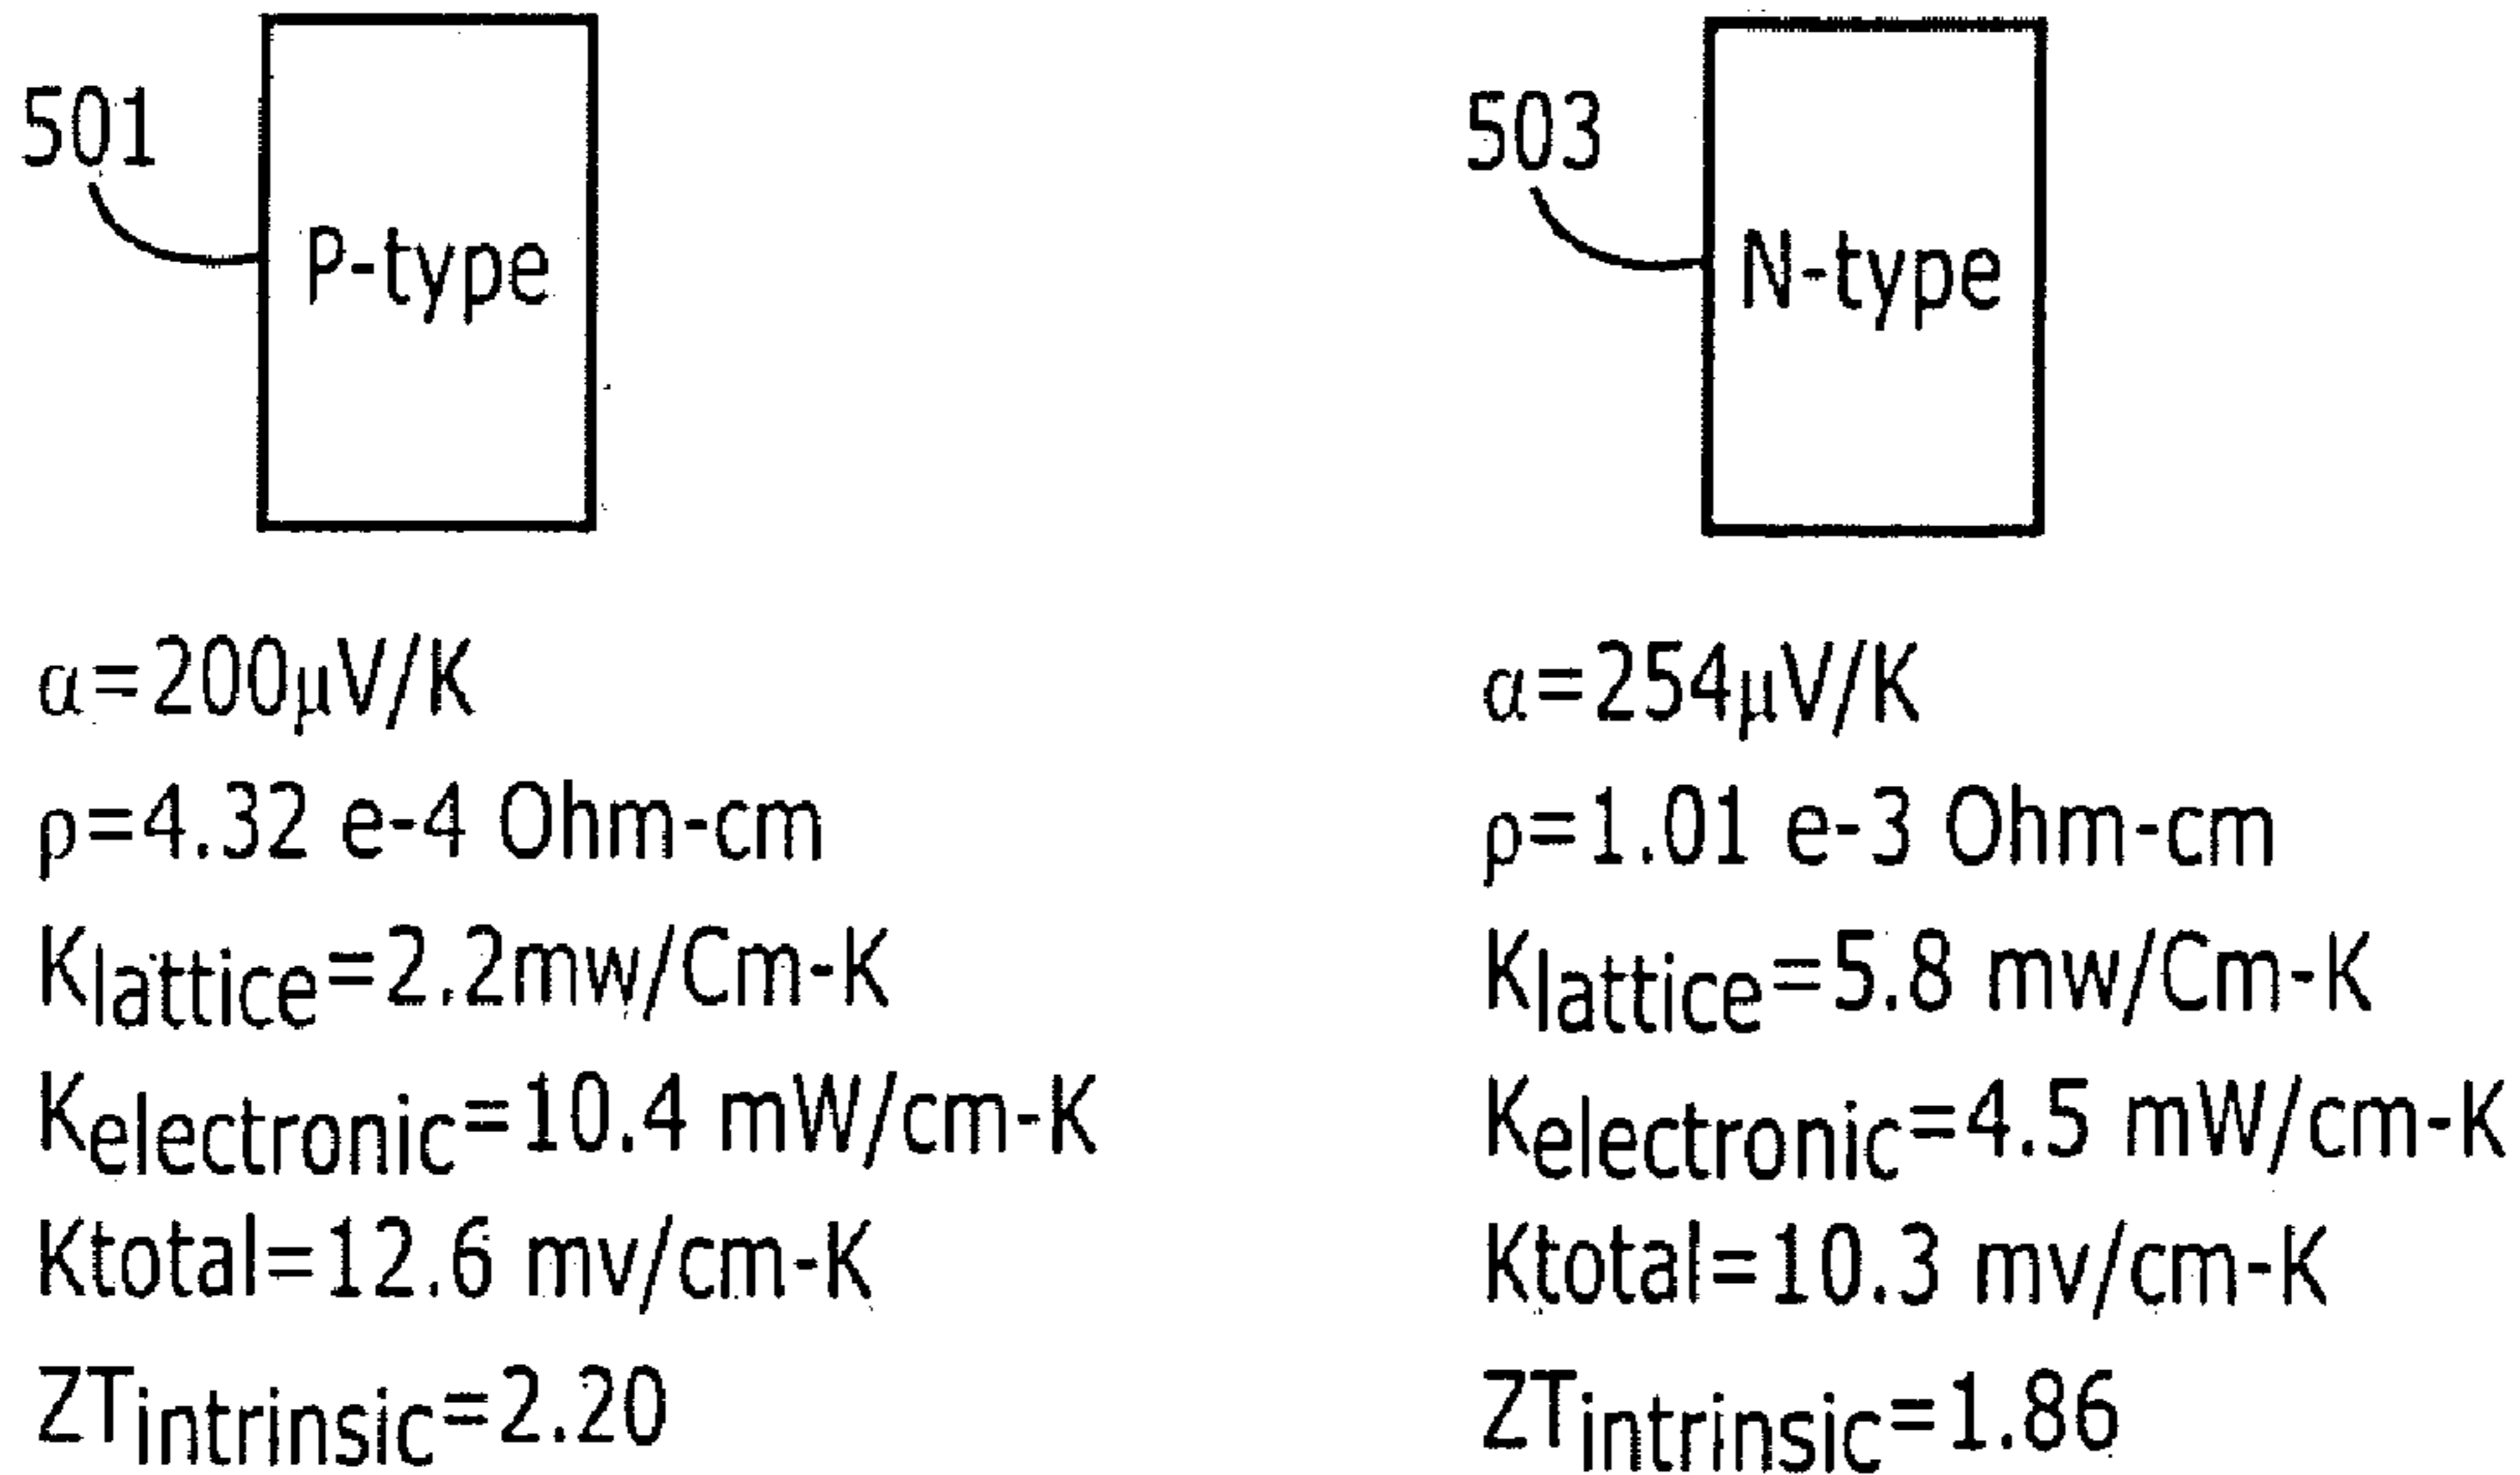 501
P-type
α=200μV/K
ρ=4.32 e-4 Ohm-cm
Klattice=2.2mw/Cm-K
Kelectronic=10.4 mW/cm-K
Ktotal=12.6 mv/cm-K
ZTintrinsic=2.20
503
N-type
α=254μV/K
ρ=1.01 e-3 Ohm-cm
Klattice=5.8 mw/Cm-K
Kelectronic=4.5 mW/cm-K
Ktotal=10.3 mv/cm-K
ZTintrinsic=1.86